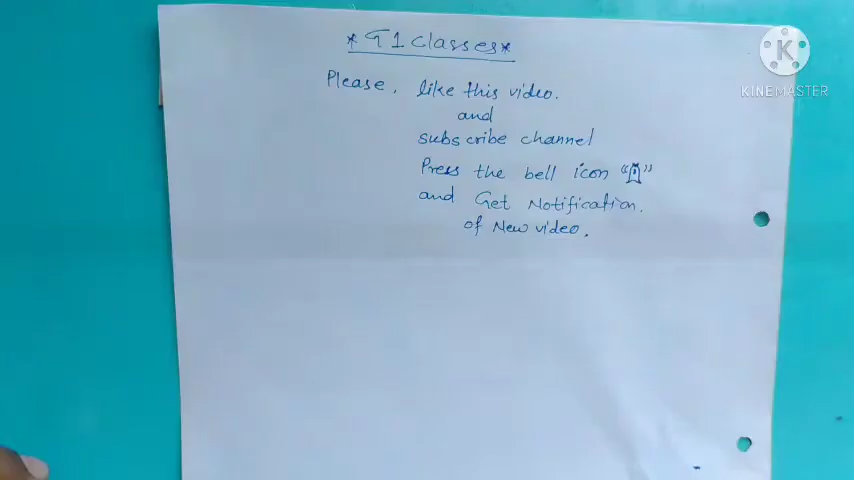 *G1 classes*
Please, like this video.
and
subscribe channel
Press the bell icon "🔔"
and Get Notification.
of New video.
K
KINEMASTER